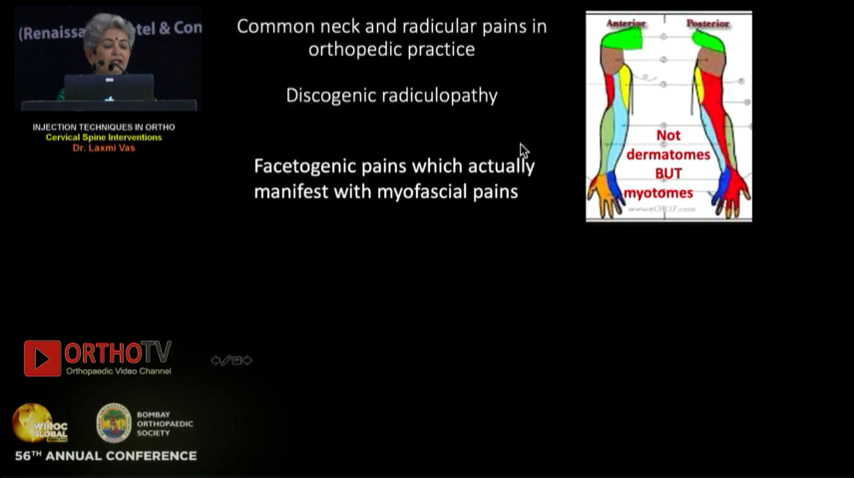 (Renaissa
tel & Con
INJECTION TECHNIQUES IN ORTHO
Cervical Spine Interventions
Dr. Laxmi Vas
Common neck and radicular pains in
orthopedic practice
Discogenic radiculopathy
Facetogenic pains which actually
manifest with myofascial pains
Anterior
Posterior
Not
dermatomes
BUT
myotomes
ORTHOTV
Orthopaedic Video Channel
WIROC
GLOBAL
BOMBAY
ORTHOPAEDIC
SOCIETY
56TH ANNUAL CONFERENCE